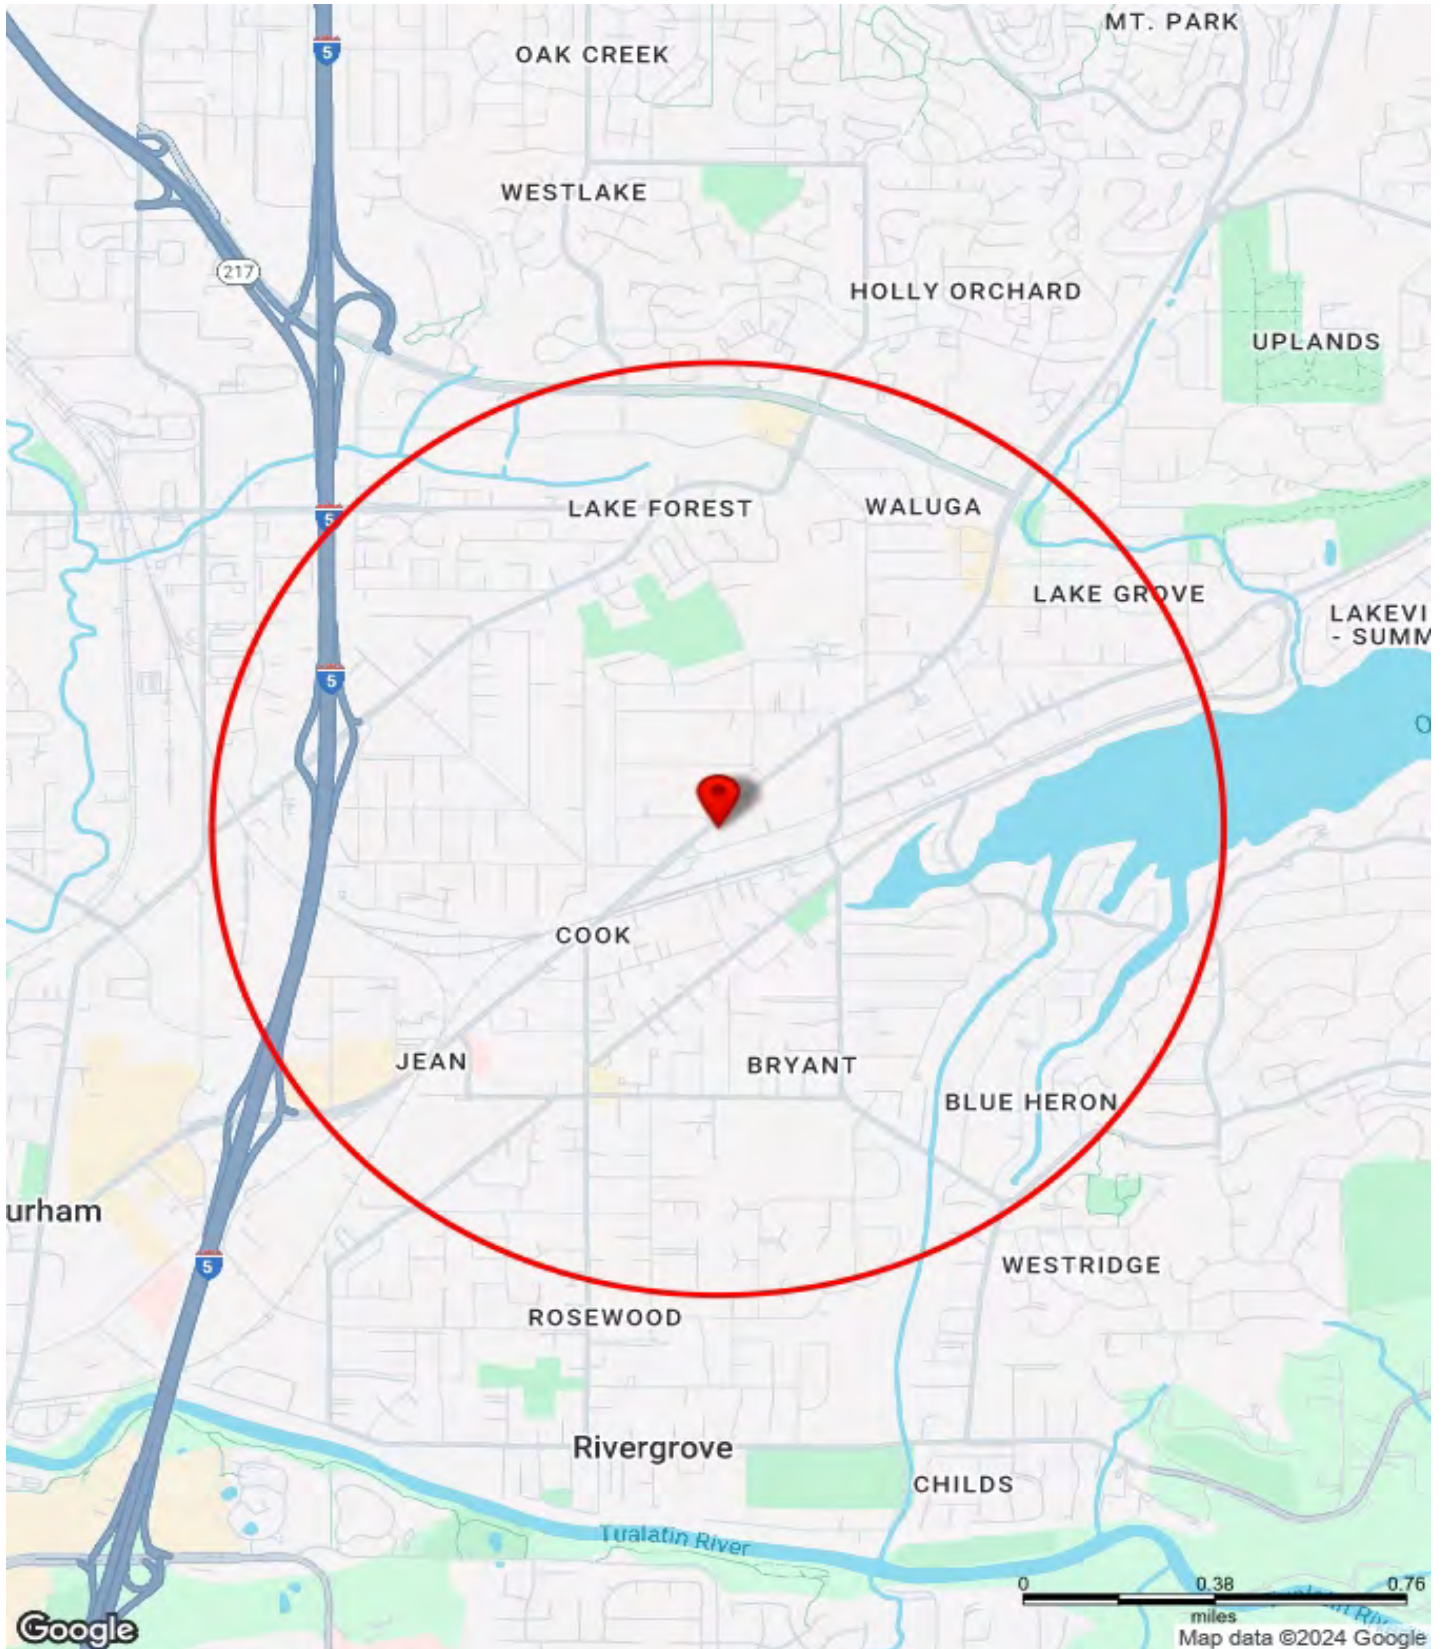 MT. PARK
5
OAK CREEK
WESTLAKE
217
HOLLY ORCHARD
UPLANDS
LAKE FOREST
WALUGA
5
LAKE GROVE
LAKEVI
- SUMM
5
O
COOK
JEAN
BRYANT
BLUE HERON
urham
5
WESTRIDGE
ROSEWOOD
Rivergrove
CHILDS
Tualatin River
0 0.38 0.76
miles
Google
Map data ©2024 Google